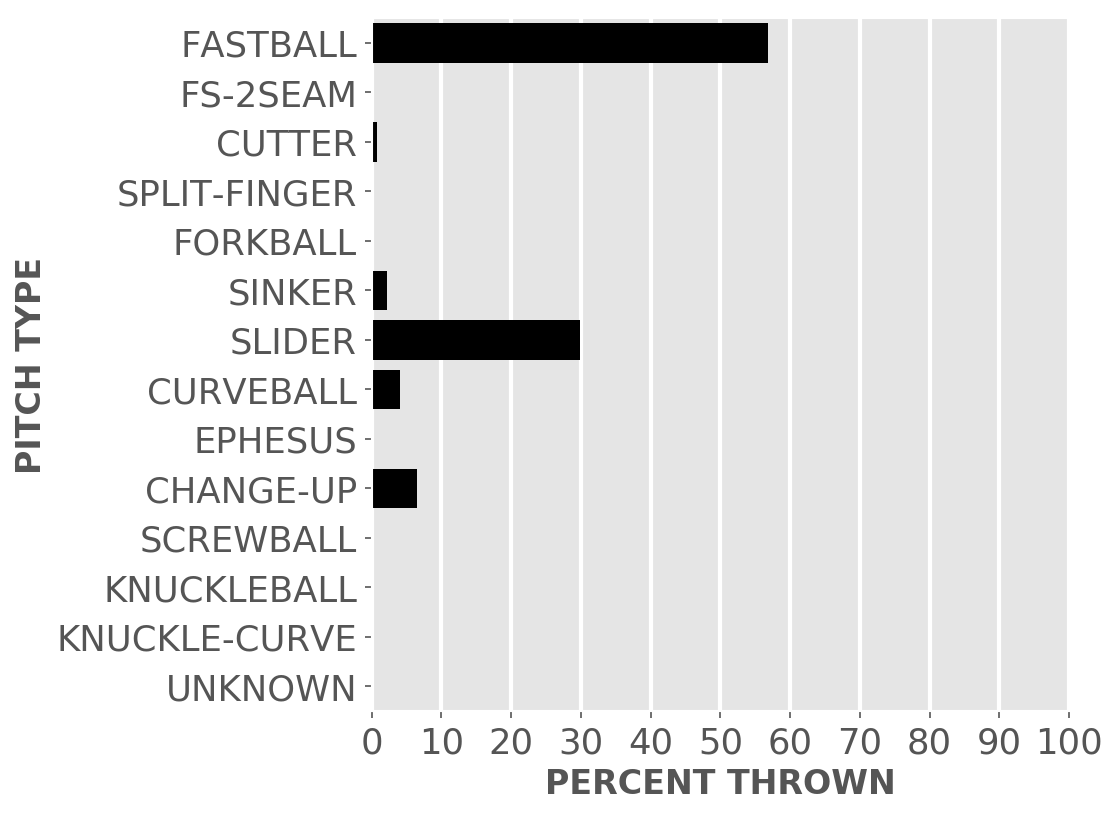 FASTBALL
FS-2SEAM
CUTTER
SPLIT-FINGER
FORKBALL
SINKER
SLIDER
CURVEBALL
EPHESUS
CHANGE-UP
SCREWBALL
KNUCKLEBALL
KNUCKLE-CURVE
UNKNOWN
PITCH TYPE
0 10 20 30 40 50 60 70 80 90 100
PERCENT THROWN